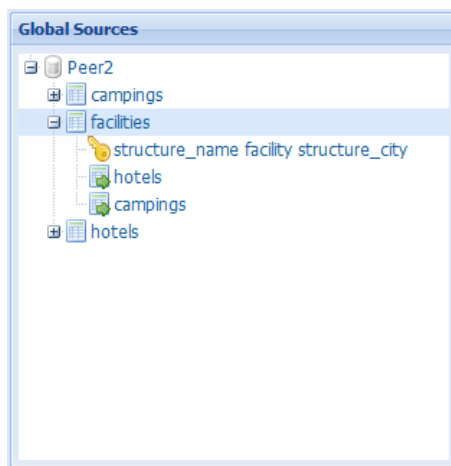 Global Sources
Peer2
campings
facilities
structure_name facility structure_city
hotels
campings
hotels